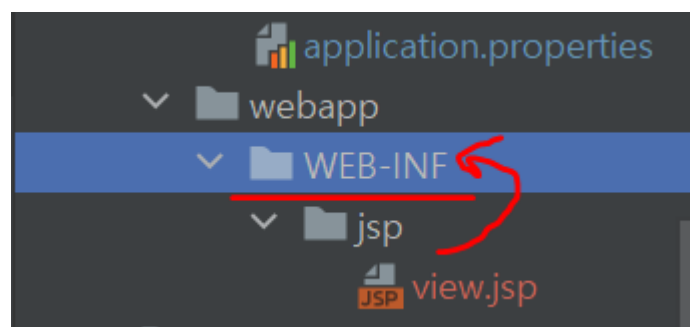 application.properties
webapp
WEB-INF
jsp
JSP view.jsp